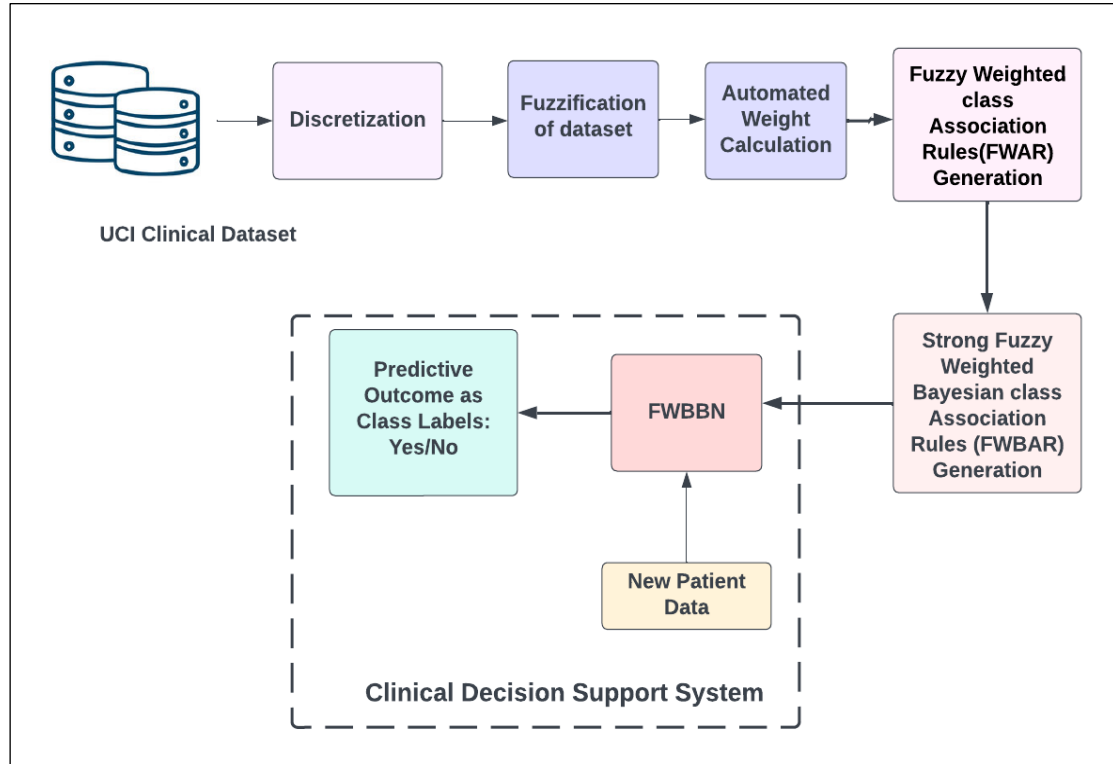 Discretization
Fuzzification
of dataset
Automated
Weight
Calculation
Fuzzy Weighted
class
Association
Rules(FWAR)
Generation
UCI Clinical Dataset
Strong Fuzzy
Weighted
Bayesian class
Association
Rules (FWBAR)
Generation
FWBBN
Predictive
Outcome as
Class Labels:
Yes/No
New Patient
Data
Clinical Decision Support System